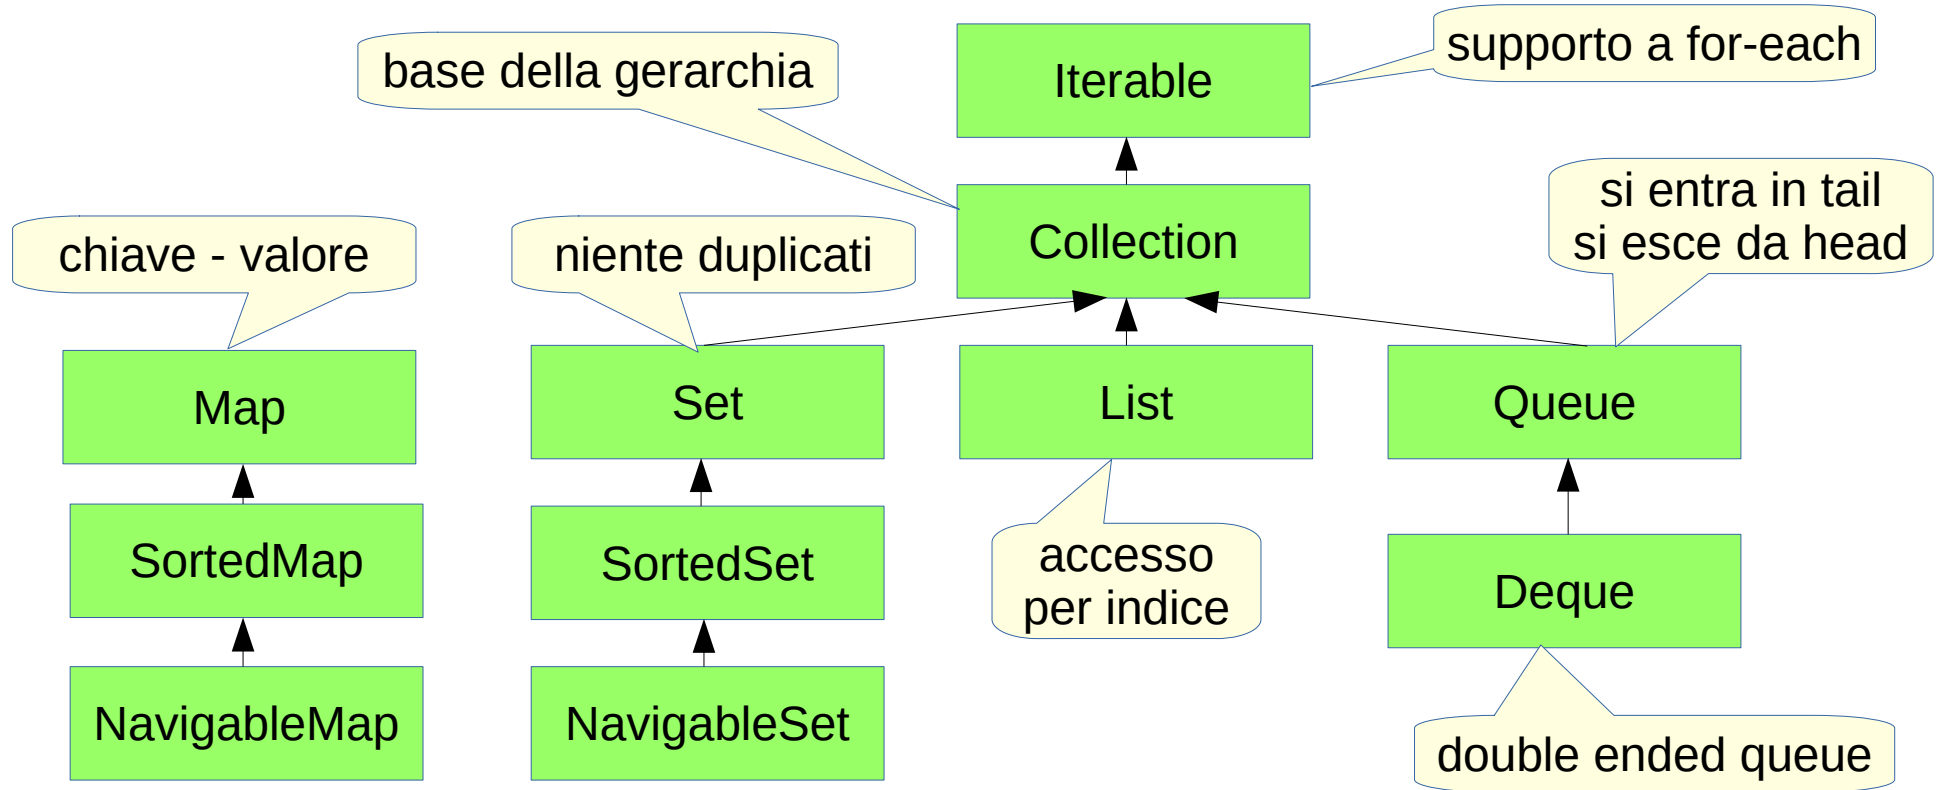 supporto a for-each
base della gerarchia
Iterable
si entra in tail
si esce da head
Collection
chiave - valore
niente duplicati
Map
Set
List
Queue
SortedMap
SortedSet
accesso
per indice
Deque
NavigableMap
NavigableSet
double ended queue